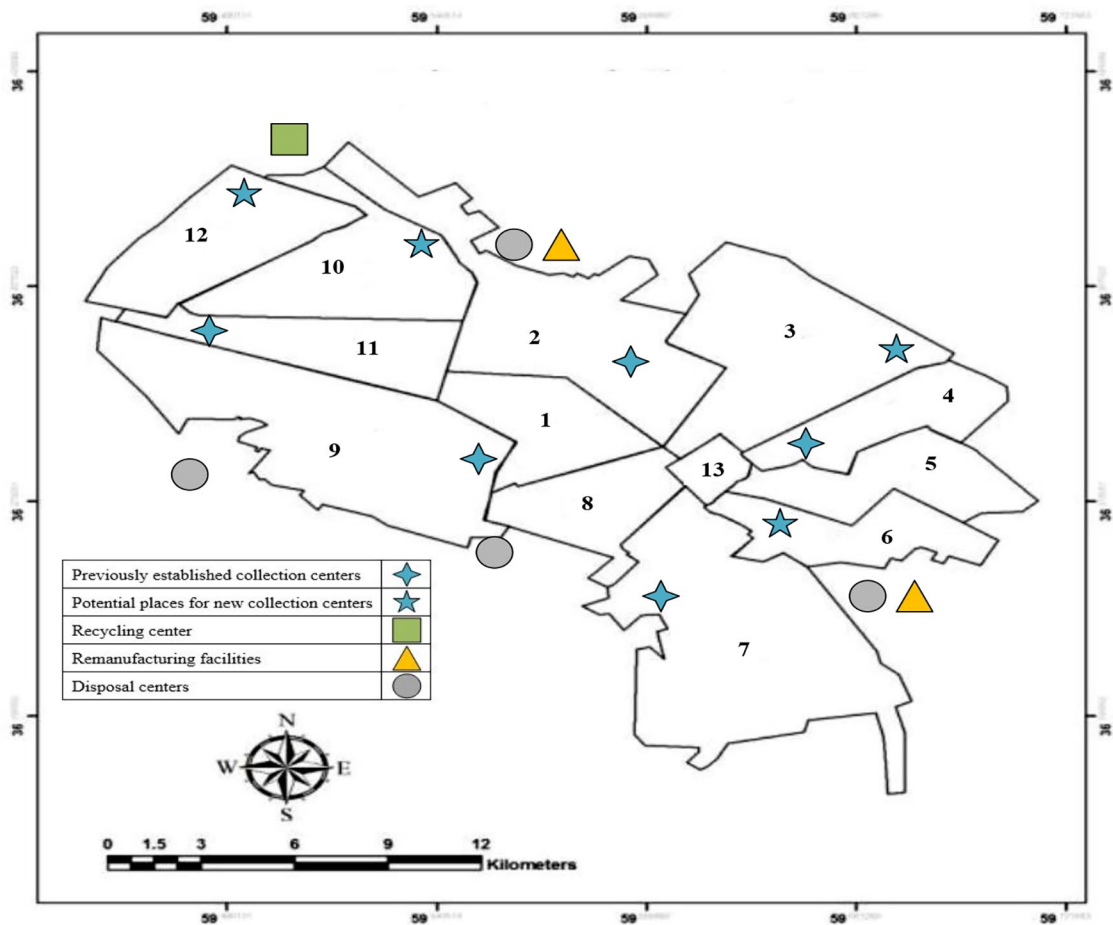 59 59 59 59 59
36 36
12
10
36 36
2
3
11
4
1
9
13
5
8
36 36
6
Previously established collection centers
Potential places for new collection centers
Recycling center
Remanufacturing facilities
Disposal centers
7
36 36
N
W E
S
0 1.5 3 6 9 12
Kilometers
59 59 59 59 59